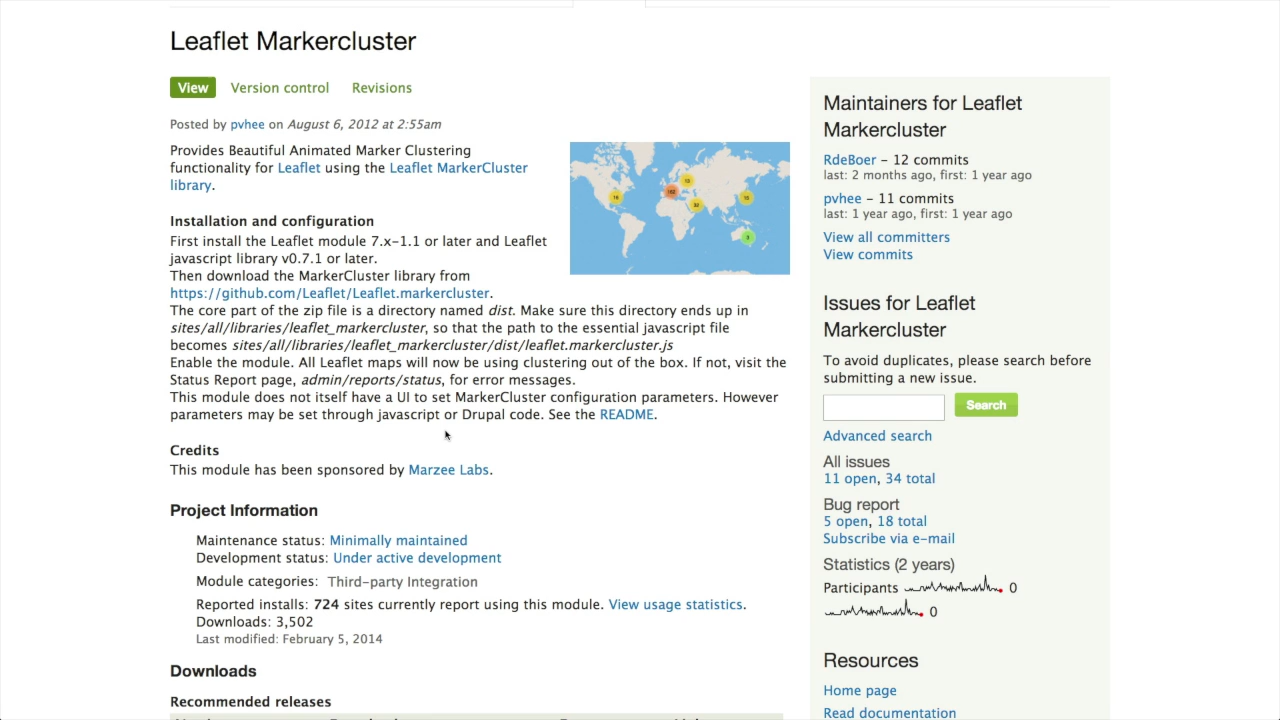 Leaflet Markercluster
View Version control Revisions
Posted by pvhee on August 6, 2012 at 2:55am
Provides Beautiful Animated Marker Clustering
functionality for Leaflet using the Leaflet MarkerCluster
library.
Installation and configuration
First install the Leaflet module 7.x-1.1 or later and Leaflet
javascript library v0.7.1 or later.
Then download the MarkerCluster library from
https://github.com/Leaflet/Leaflet.markercluster.
The core part of the zip file is a directory named dist. Make sure this directory ends up in
sites/all/libraries/leaflet_markercluster, so that the path to the essential javascript file
becomes sites/all/libraries/leaflet_markercluster/dist/leaflet.markercluster.js
Enable the module. All Leaflet maps will now be using clustering out of the box. If not, visit the
Status Report page, admin/reports/status, for error messages.
This module does not itself have a UI to set MarkerCluster configuration parameters. However
parameters may be set through javascript or Drupal code. See the README.
Credits
This module has been sponsored by Marzee Labs.
Project Information
Maintenance status: Minimally maintained
Development status: Under active development
Module categories: Third-party Integration
Reported installs: 724 sites currently report using this module. View usage statistics.
Downloads: 3,502
Last modified: February 5, 2014
Downloads
Recommended releases
Maintainers for Leaflet
Markercluster
RdeBoer – 12 commits
last: 2 months ago, first: 1 year ago
pvhee – 11 commits
last: 1 year ago, first: 1 year ago
View all committers
View commits
Issues for Leaflet
Markercluster
To avoid duplicates, please search before
submitting a new issue.
Search
Advanced search
All issues
11 open, 34 total
Bug report
5 open, 18 total
Subscribe via e-mail
Statistics (2 years)
Participants 0
0
Resources
Home page
Read documentation